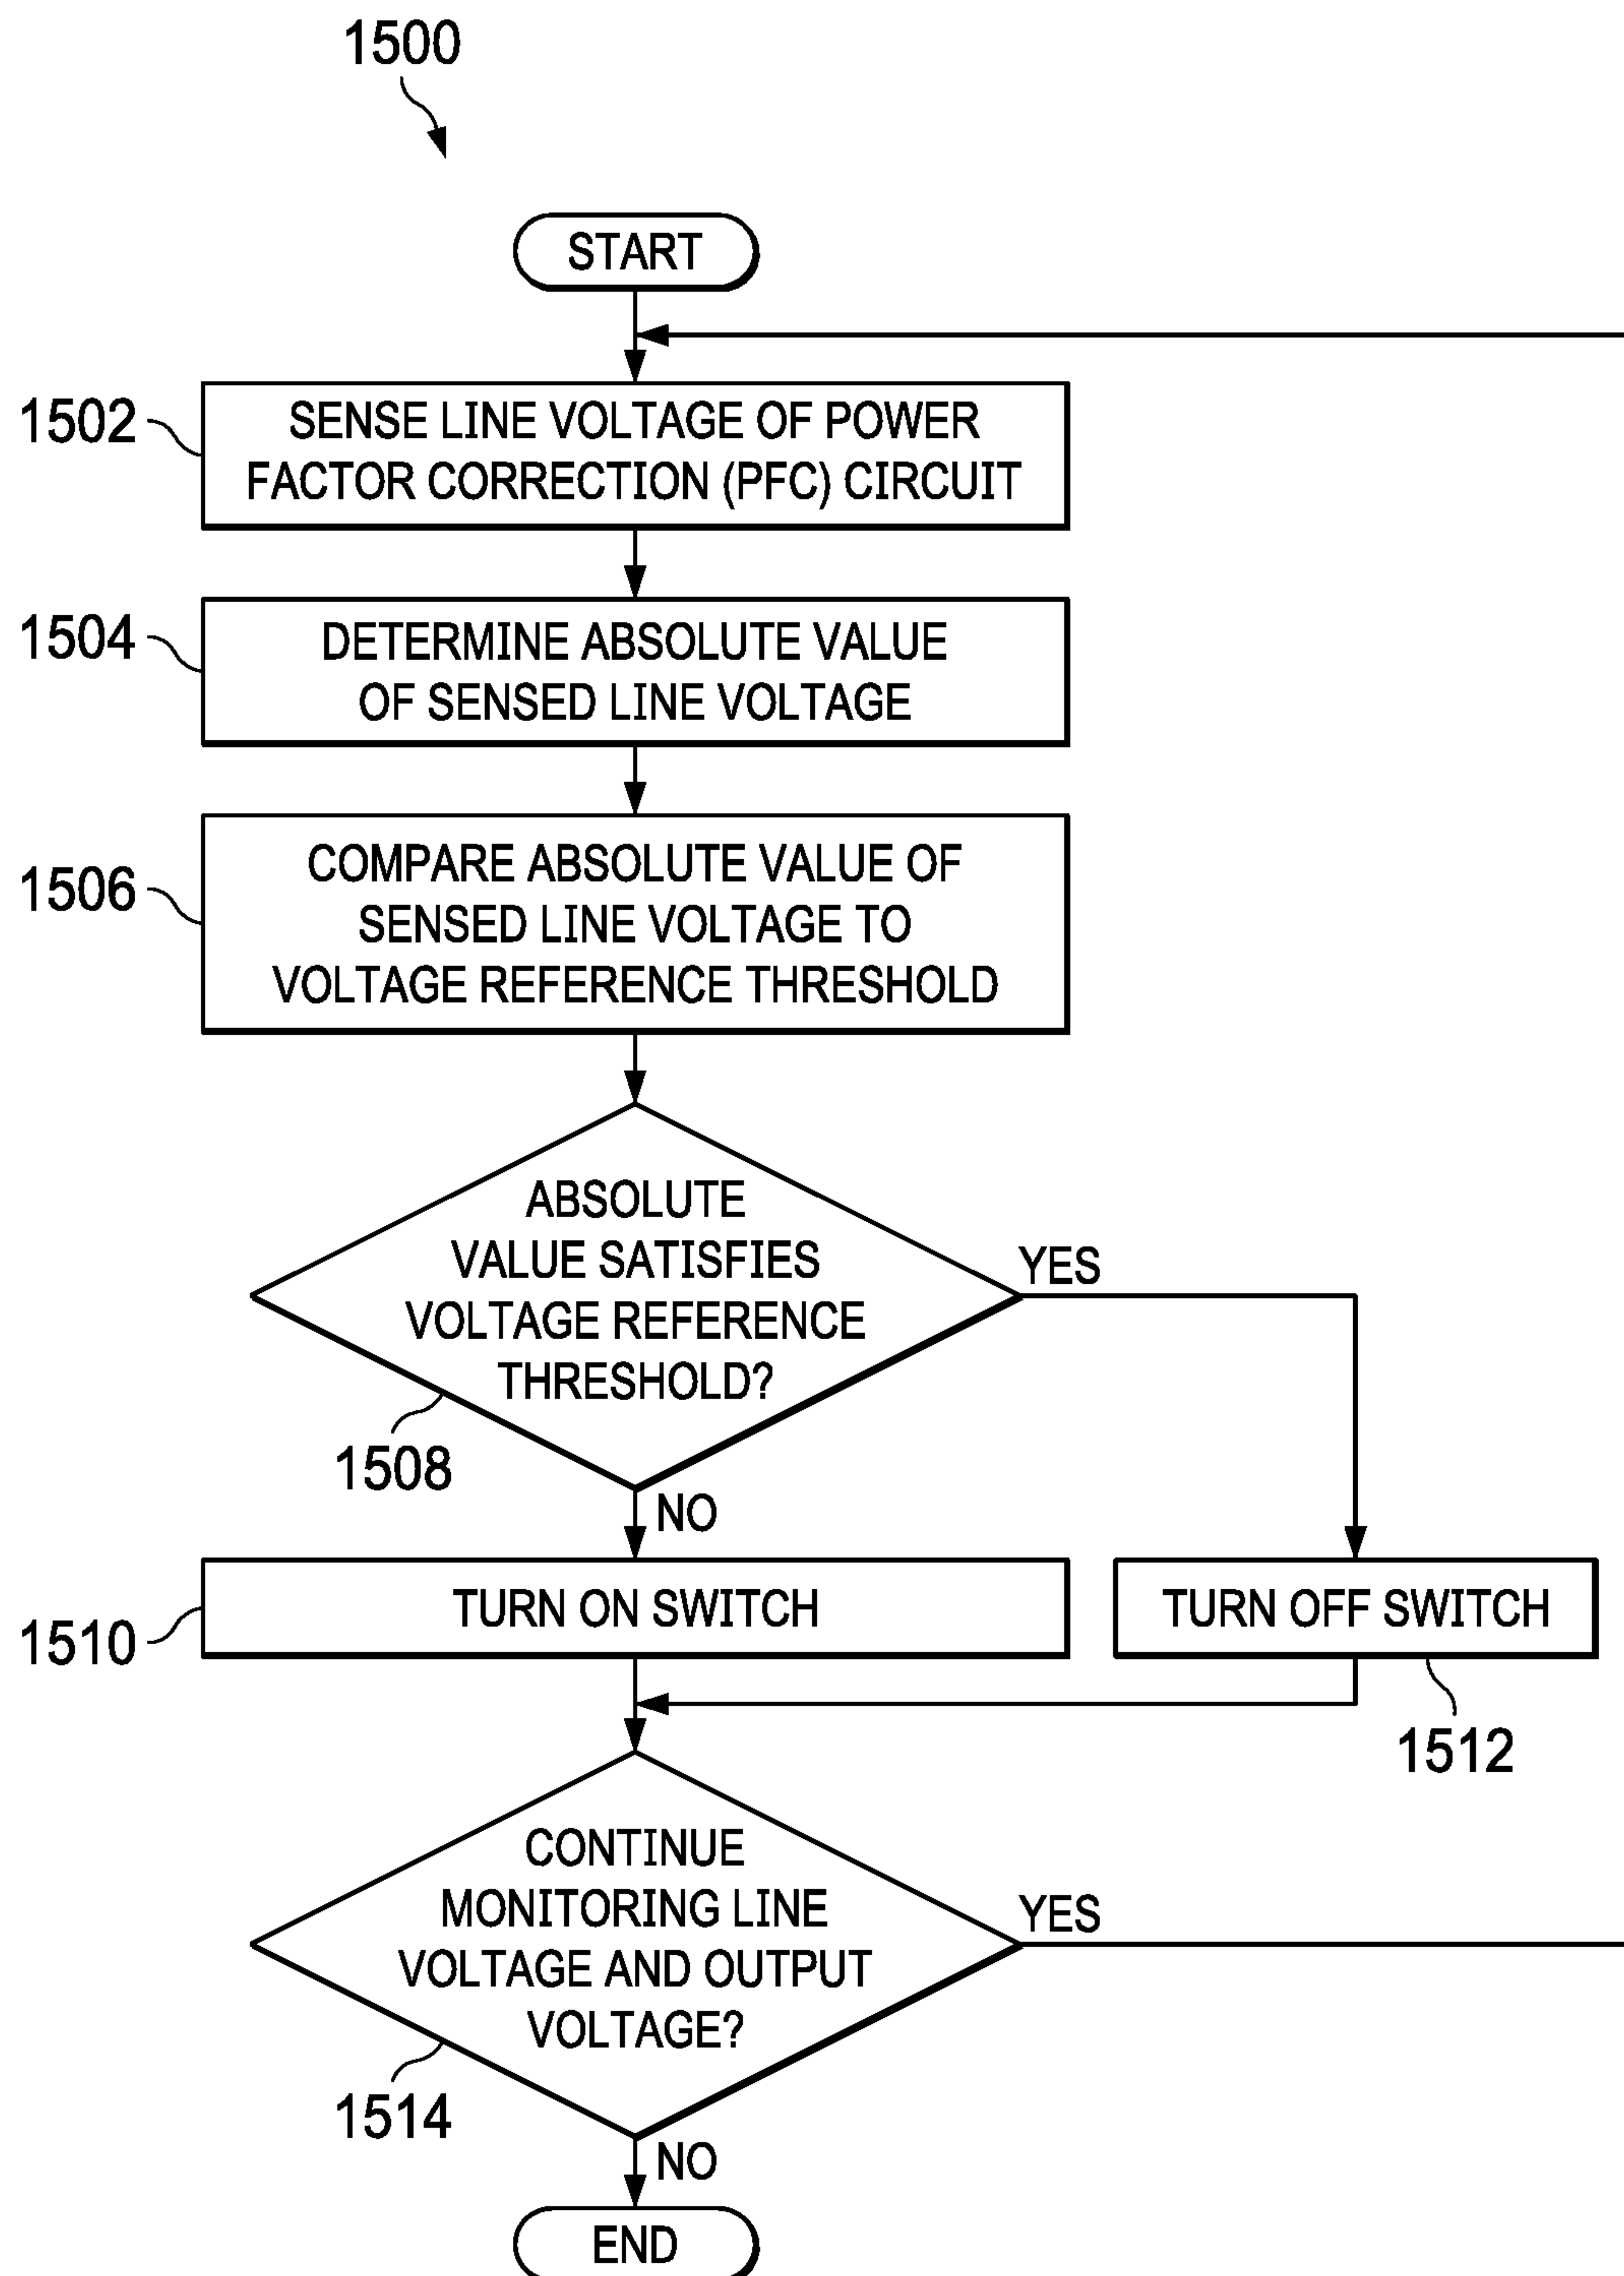 1500
START
1502
SENSE LINE VOLTAGE OF POWER
FACTOR CORRECTION (PFC) CIRCUIT
1504
DETERMINE ABSOLUTE VALUE
OF SENSED LINE VOLTAGE
1506
COMPARE ABSOLUTE VALUE OF
SENSED LINE VOLTAGE TO
VOLTAGE REFERENCE THRESHOLD
ABSOLUTE
VALUE SATISFIES
VOLTAGE REFERENCE
THRESHOLD?
YES
1508
NO
1510
TURN ON SWITCH
TURN OFF SWITCH
1512
CONTINUE
MONITORING LINE
VOLTAGE AND OUTPUT
VOLTAGE?
YES
1514
NO
END